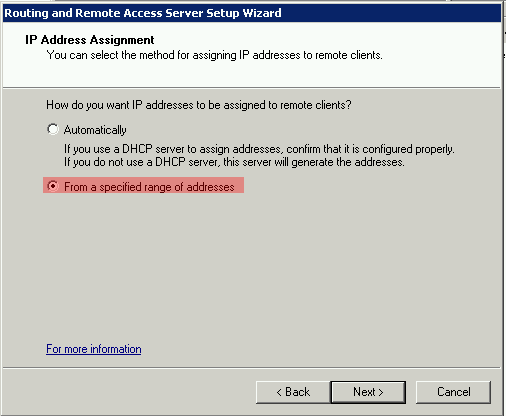 Routing and Remote Access Server Setup Wizard
IP Address Assignment
You can select the method for assigning IP addresses to remote clients.
How do you want IP addresses to be assigned to remote clients?
Automatically
If you use a DHCP server to assign addresses, confirm that it is configured properly.
If you do not use a DHCP server, this server will generate the addresses.
From a specified range of addresses
For more information
< Back
Next >
Cancel